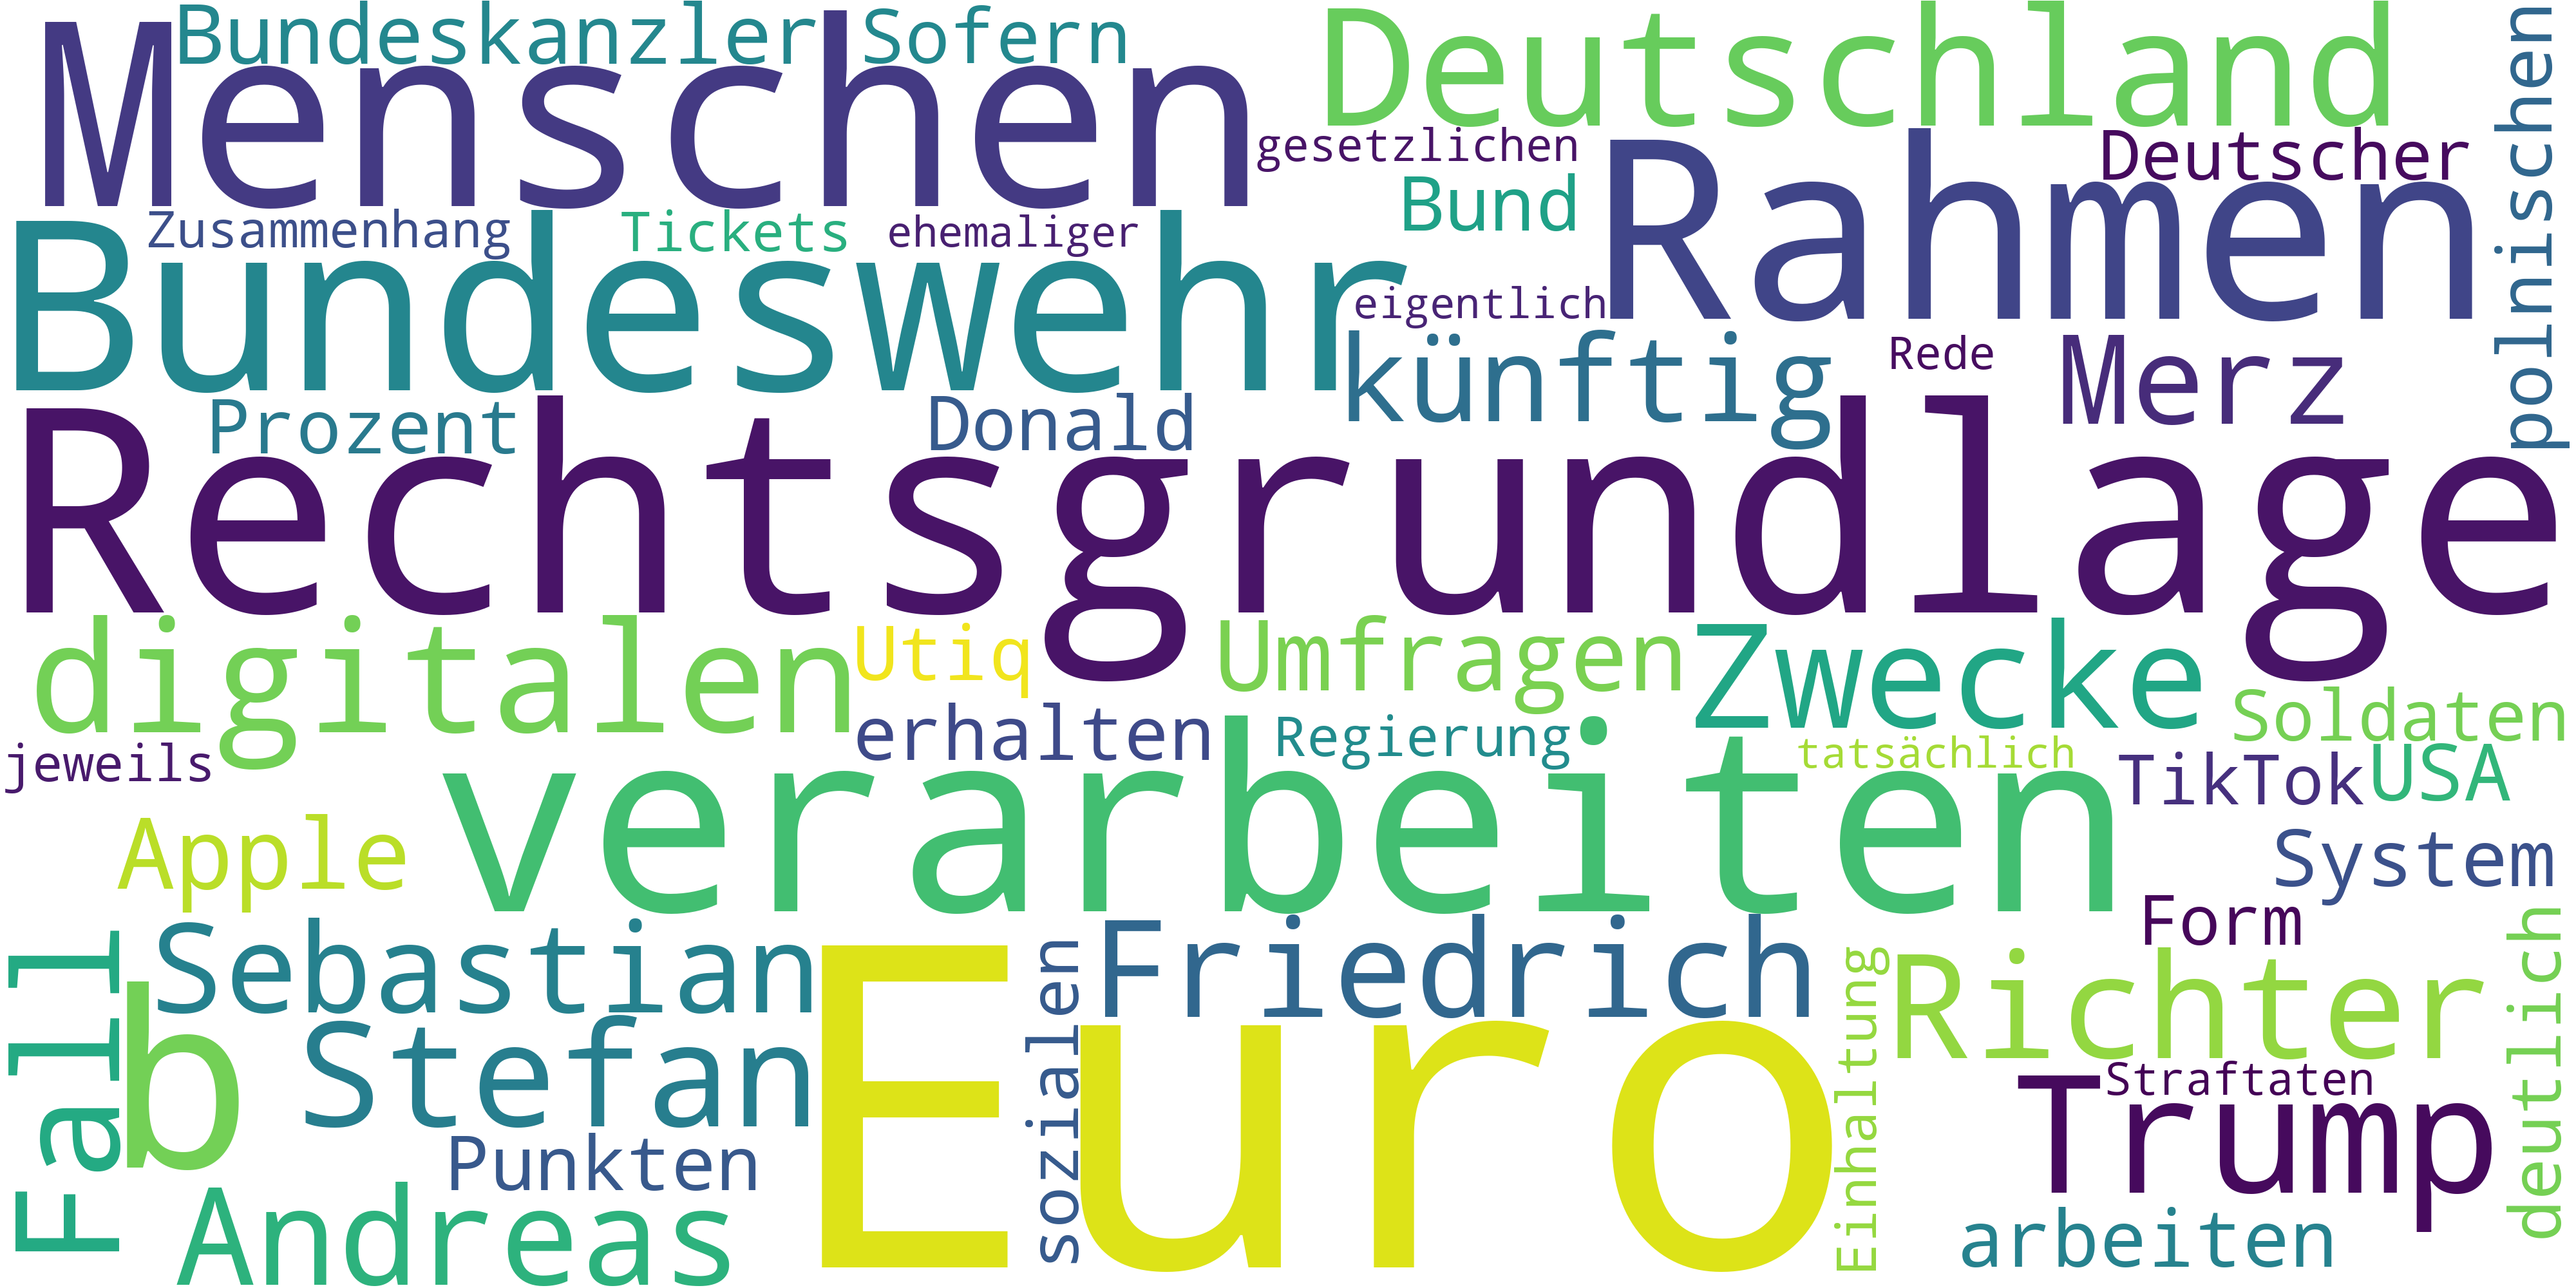 Bundeskanzler
Sofern
Menschen
Deutschland
polnischen
gesetzlichen
Deutscher
Bund
Rahmen
Zusammenhang
Tickets
ehemaliger
Bundeswehr
eigentlich
künftig
Rede
Merz
Prozent
Donald
Rechtsgrundlage
digitalen
Utiq
Umfragen
Zwecke
Soldaten
erhalten
Regierung
tatsächlich
jeweils
verarbeiten
TikTok
USA
Apple
System
Form
Fall
Sebastian
Friedrich
Richter
deutlich
b
Stefan
Euro
sozialen
Einhaltung
Straftaten
Trump
Punkten
Andreas
arbeiten